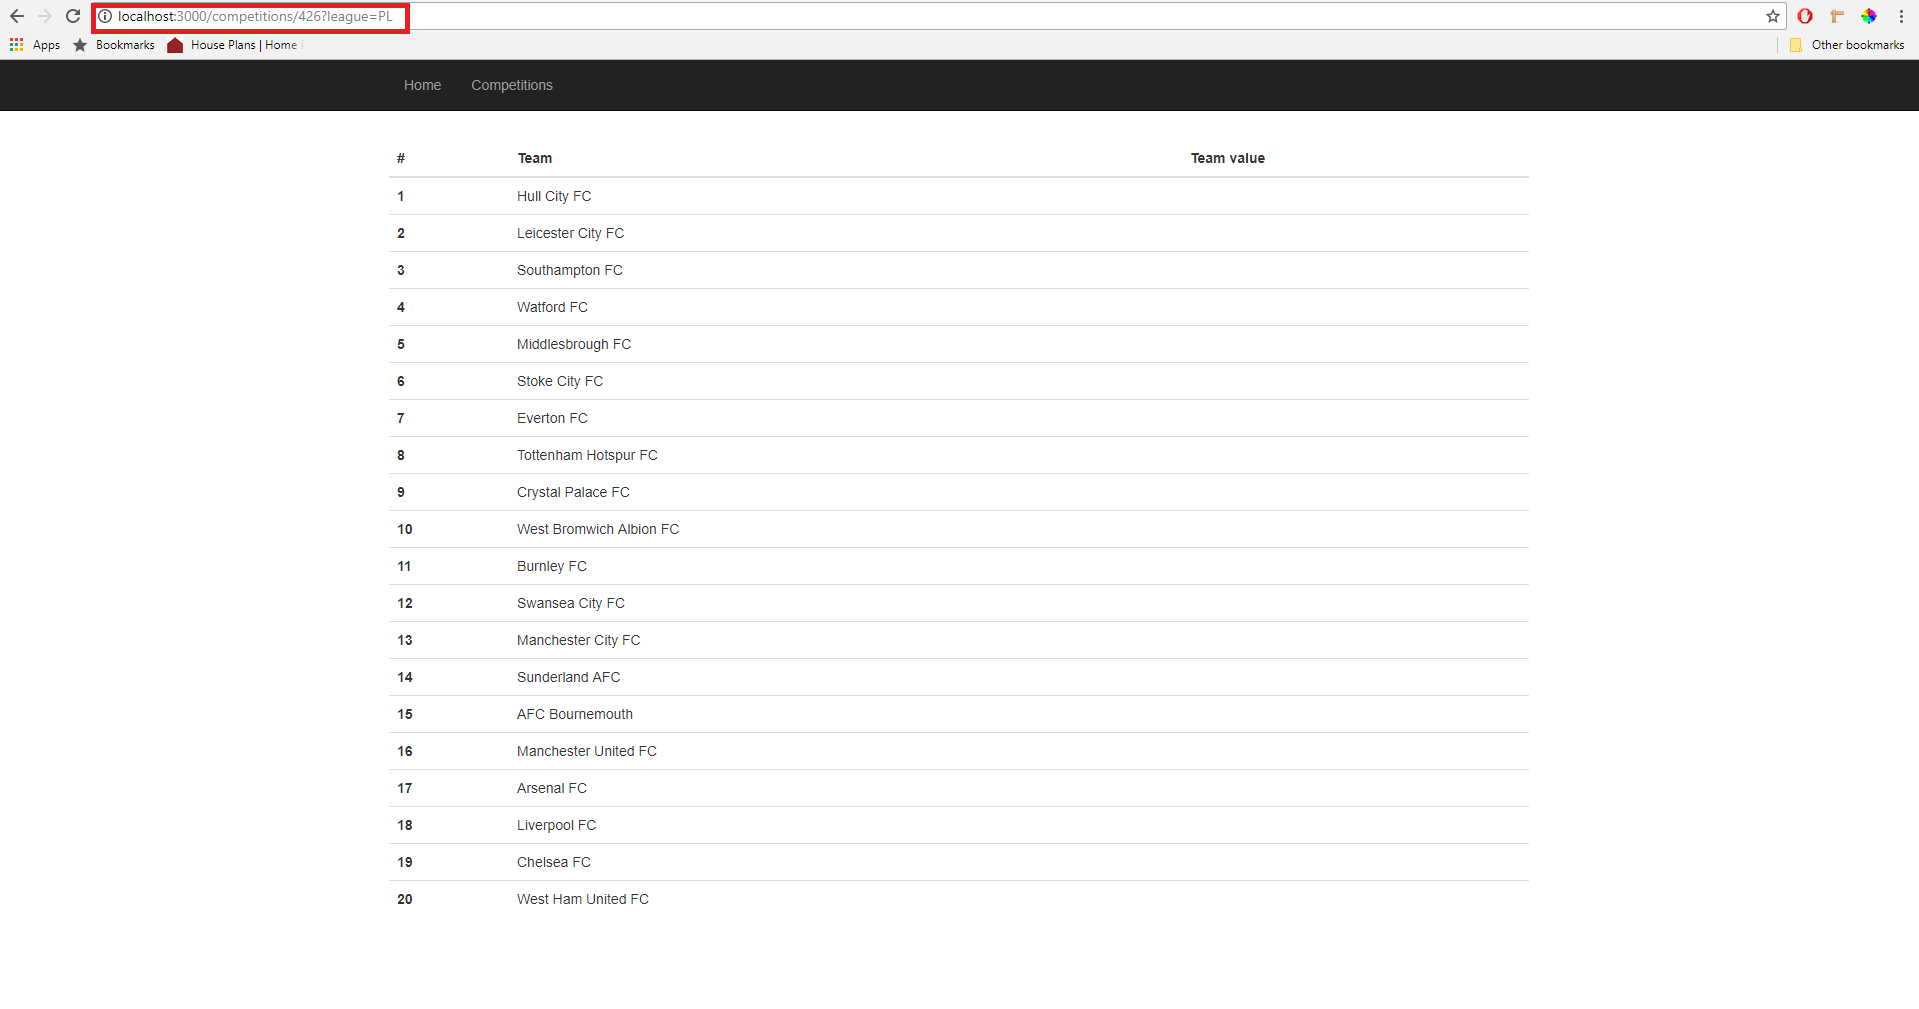 localhost:3000/competitions/426?league=PL
Apps Bookmarks House Plans | Home Other bookmarks
Home Competitions
# Team Team value
1 Hull City FC
2 Leicester City FC
3 Southampton FC
4 Watford FC
5 Middlesbrough FC
6 Stoke City FC
7 Everton FC
8 Tottenham Hotspur FC
9 Crystal Palace FC
10 West Bromwich Albion FC
11 Burnley FC
12 Swansea City FC
13 Manchester City FC
14 Sunderland AFC
15 AFC Bournemouth
16 Manchester United FC
17 Arsenal FC
18 Liverpool FC
19 Chelsea FC
20 West Ham United FC